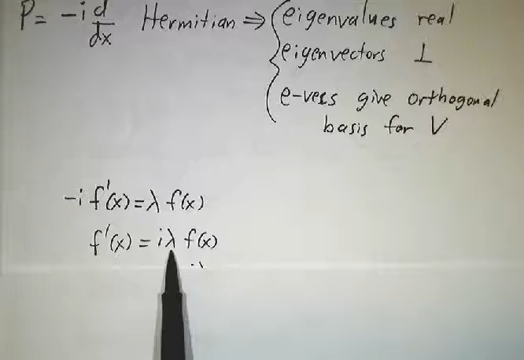 P = -i d/dx Hermitian ⇒ { eigenvalues real
eigenvectors ⊥
e-vecs give orthogonal
basis for V
-i f'(x) = λ f(x)
f'(x) = iλ f(x)